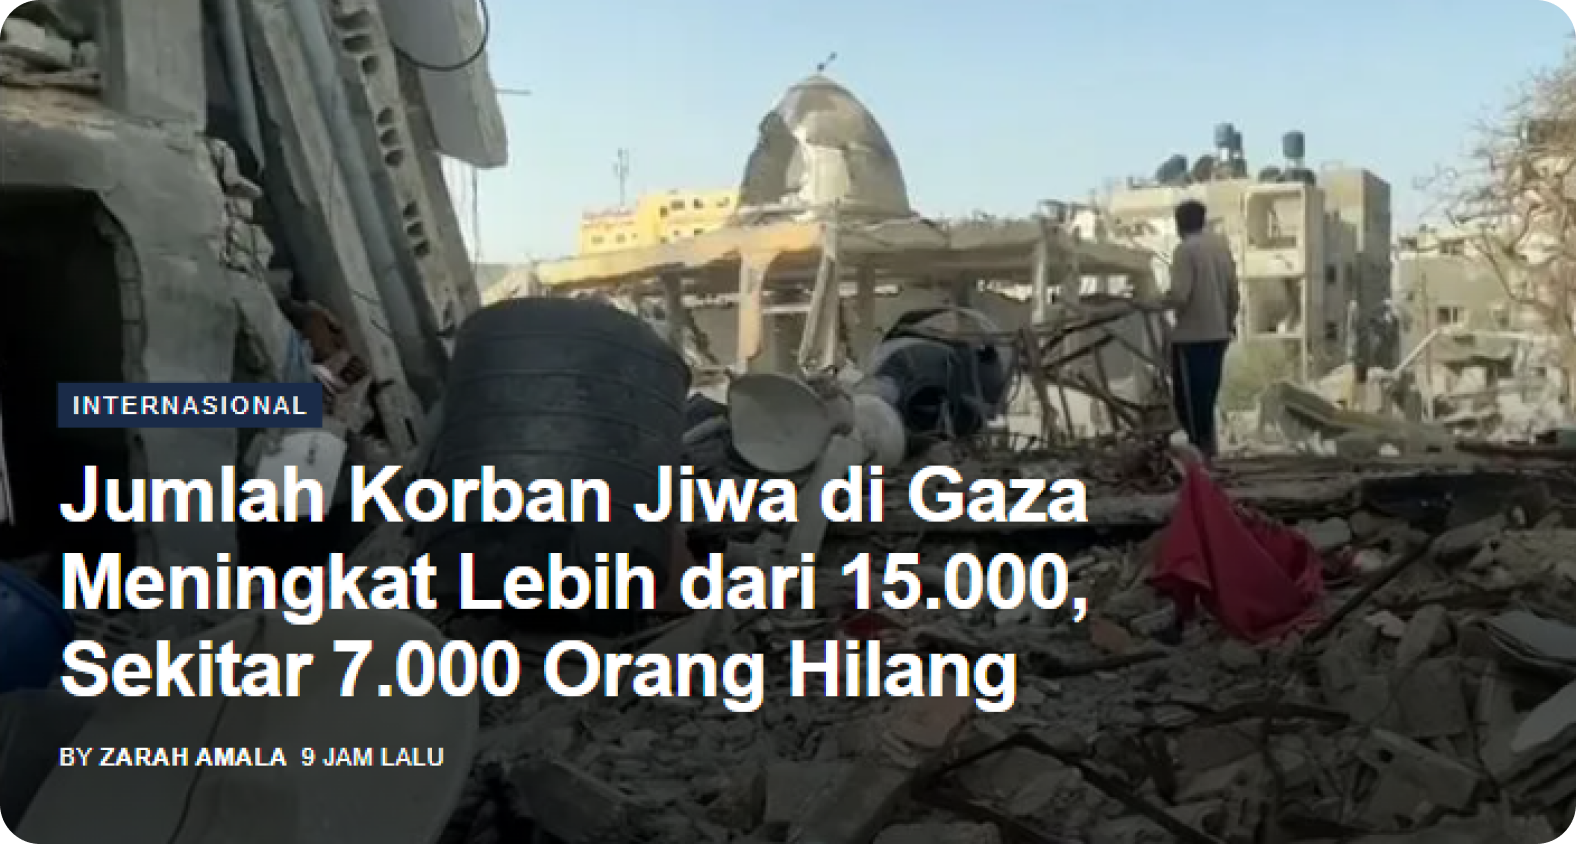 INTERNASIONAL
Jumlah Korban Jiwa di Gaza
Meningkat Lebih dari 15.000,
Sekitar 7.000 Orang Hilang
BY ZARAH AMALA 9 JAM LALU